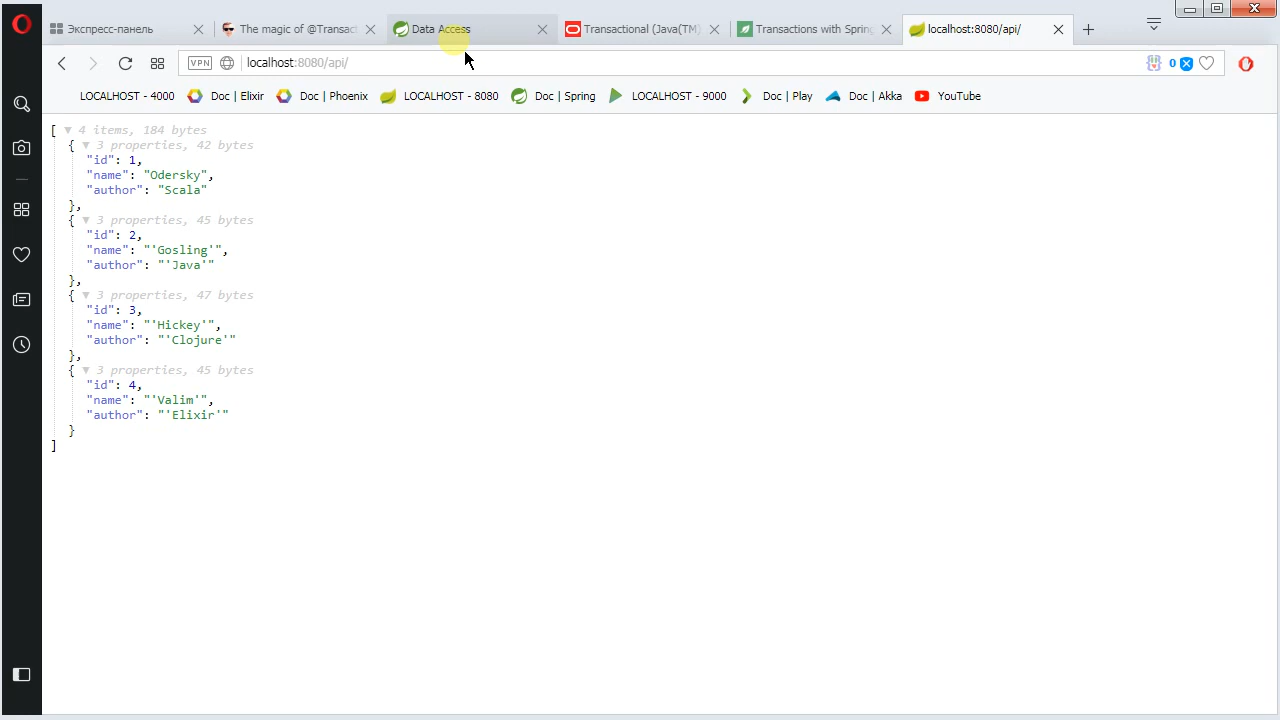 Экспресс-панель
The magic of @Transact
Data Access
Transactional (Java(TM)
Transactions with Spring
localhost:8080/api/
VPN
localhost:8080/api/
0
LOCALHOST - 4000
Doc | Elixir
Doc | Phoenix
LOCALHOST - 8080
Doc | Spring
LOCALHOST - 9000
Doc | Play
Doc | Akka
YouTube
[ ▼ 4 items, 184 bytes
{ ▼ 3 properties, 42 bytes
"id": 1,
"name": "Odersky",
"author": "Scala"
},
{ ▼ 3 properties, 45 bytes
"id": 2,
"name": "'Gosling'",
"author": "'Java'"
},
{ ▼ 3 properties, 47 bytes
"id": 3,
"name": "'Hickey'",
"author": "'Clojure'"
},
{ ▼ 3 properties, 45 bytes
"id": 4,
"name": "'Valim'",
"author": "'Elixir'"
}
]